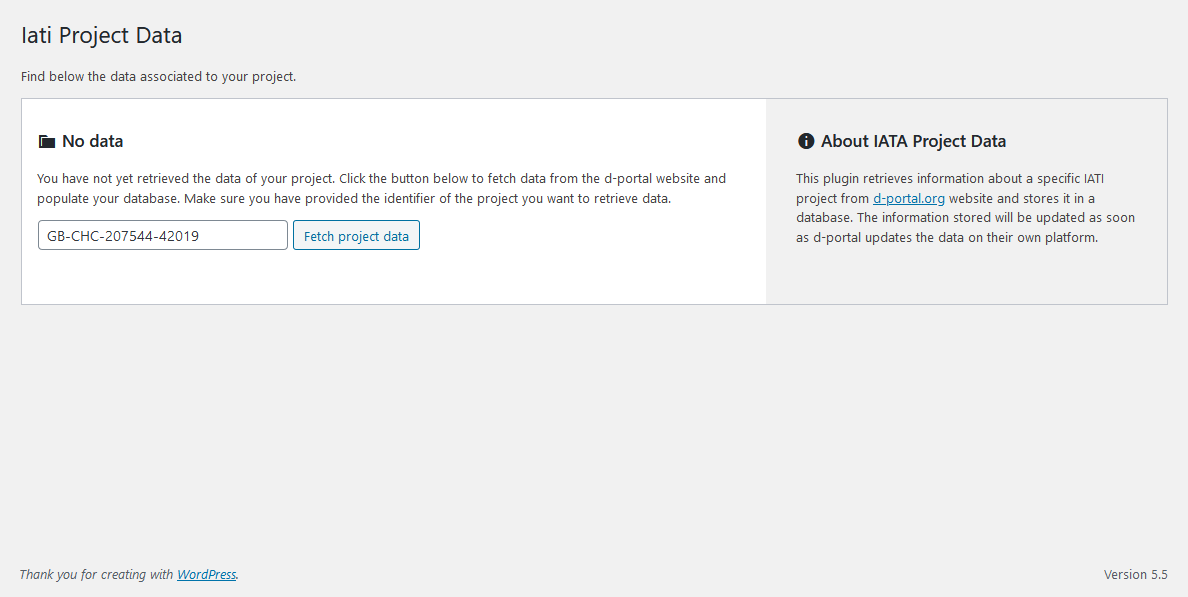 Iati Project Data
Find below the data associated to your project.
No data
You have not yet retrieved the data of your project. Click the button below to fetch data from the d-portal website and
populate your database. Make sure you have provided the identifier of the project you want to retrieve data.
GB-CHC-207544-42019
Fetch project data
About IATA Project Data
This plugin retrieves information about a specific IATI
project from d-portal.org website and stores it in a
database. The information stored will be updated as soon
as d-portal updates the data on their own platform.
Thank you for creating with WordPress.
Version 5.5